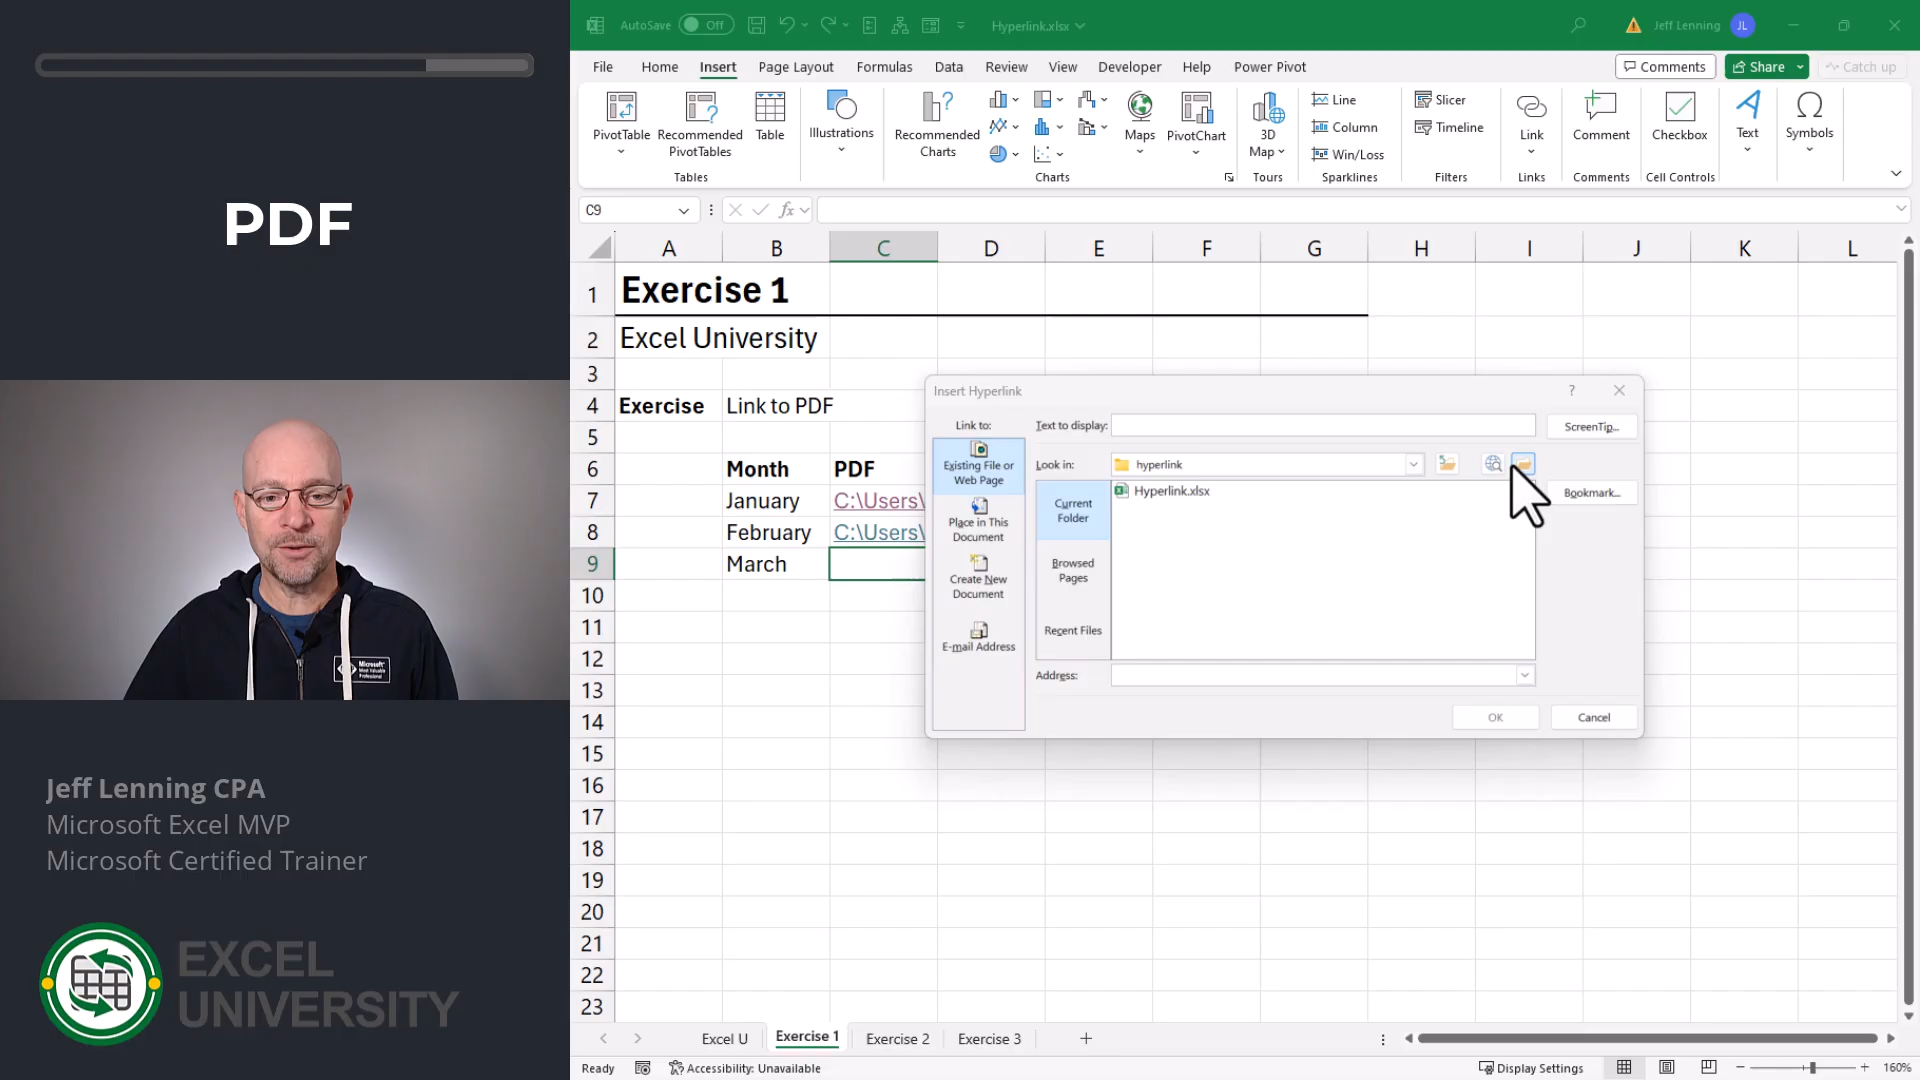 PDF
Jeff Lenning CPA
Microsoft Excel MVP
Microsoft Certified Trainer
EXCEL
UNIVERSITY
Microsoft
Most Valuable
Professional
AutoSave Off
Hyperlink.xlsx
Jeff Lenning JL
File Home Insert Page Layout Formulas Data Review View Developer Help Power Pivot
Comments Share Catch up
PivotTable
Recommended
PivotTables
Table
Tables
Illustrations
Recommended
Charts
Maps
PivotChart
Charts
3D
Map
Tours
Line
Column
Win/Loss
Sparklines
Slicer
Timeline
Filters
Link
Links
Comment
Comments
Checkbox
Cell Controls
Text
Symbols
C9
fx
A B C D E F G H I J K L
1 Exercise 1
2 Excel University
3
4 Exercise Link to PDF
5
6 Month PDF
7 January C:\Users\
8 February C:\Users\
9 March
10
11
12
13
14
15
16
17
18
19
20
21
22
23
Insert Hyperlink
?
Link to:
Text to display:
ScreenTip...
Existing File or
Web Page
Look in: hyperlink
Bookmark...
Place in This
Document
Create New
Document
E-mail Address
Current
Folder
Browsed
Pages
Recent Files
Hyperlink.xlsx
Address:
OK Cancel
Excel U Exercise 1 Exercise 2 Exercise 3
Ready Accessibility: Unavailable
Display Settings
160%